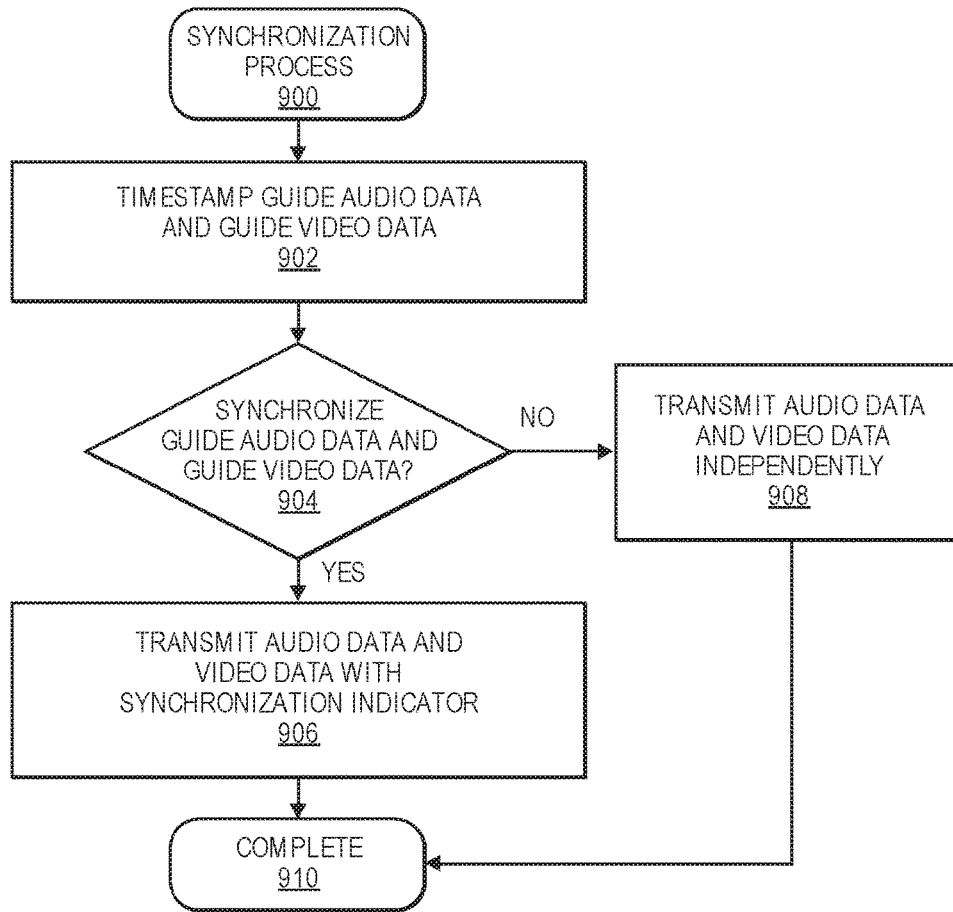 SYNCHRONIZATION
PROCESS
900
TIMESTAMP GUIDE AUDIO DATA
AND GUIDE VIDEO DATA
902
SYNCHRONIZE
GUIDE AUDIO DATA AND
GUIDE VIDEO DATA?
904
NO
TRANSMIT AUDIO DATA
AND VIDEO DATA
INDEPENDENTLY
908
YES
TRANSMIT AUDIO DATA AND
VIDEO DATA WITH
SYNCHRONIZATION INDICATOR
906
COMPLETE
910